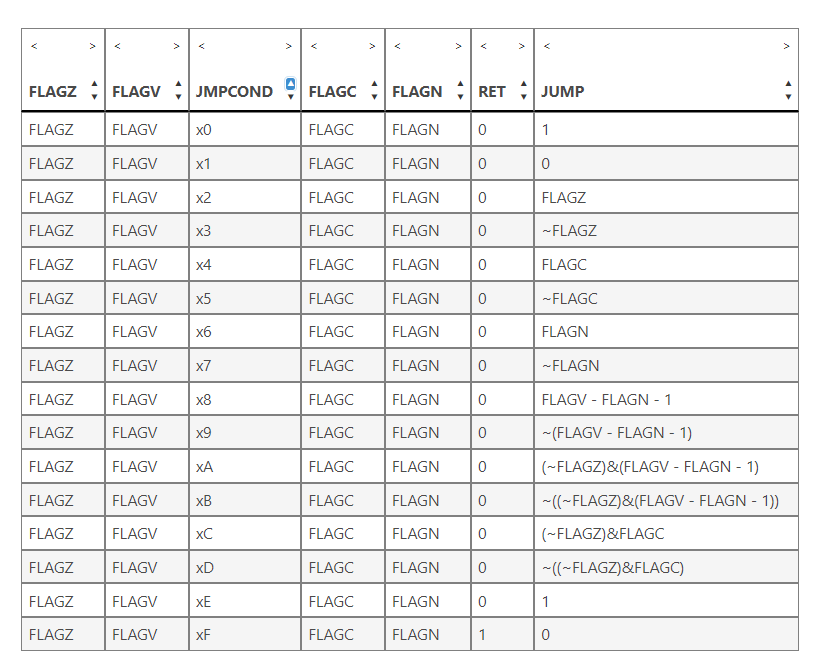 < > < > < > < > < > < > < >
FLAGZ FLAGV JMPCOND FLAGC FLAGN RET JUMP
FLAGZ FLAGV x0 FLAGC FLAGN 0 1
FLAGZ FLAGV x1 FLAGC FLAGN 0 0
FLAGZ FLAGV x2 FLAGC FLAGN 0 FLAGZ
FLAGZ FLAGV x3 FLAGC FLAGN 0 ~FLAGZ
FLAGZ FLAGV x4 FLAGC FLAGN 0 FLAGC
FLAGZ FLAGV x5 FLAGC FLAGN 0 ~FLAGC
FLAGZ FLAGV x6 FLAGC FLAGN 0 FLAGN
FLAGZ FLAGV x7 FLAGC FLAGN 0 ~FLAGN
FLAGZ FLAGV x8 FLAGC FLAGN 0 FLAGV - FLAGN - 1
FLAGZ FLAGV x9 FLAGC FLAGN 0 ~(FLAGV - FLAGN - 1)
FLAGZ FLAGV xA FLAGC FLAGN 0 (~FLAGZ)&(FLAGV - FLAGN - 1)
FLAGZ FLAGV xB FLAGC FLAGN 0 ~((~FLAGZ)&(FLAGV - FLAGN - 1))
FLAGZ FLAGV xC FLAGC FLAGN 0 (~FLAGZ)&FLAGC
FLAGZ FLAGV xD FLAGC FLAGN 0 ~((~FLAGZ)&FLAGC)
FLAGZ FLAGV xE FLAGC FLAGN 0 1
FLAGZ FLAGV xF FLAGC FLAGN 1 0